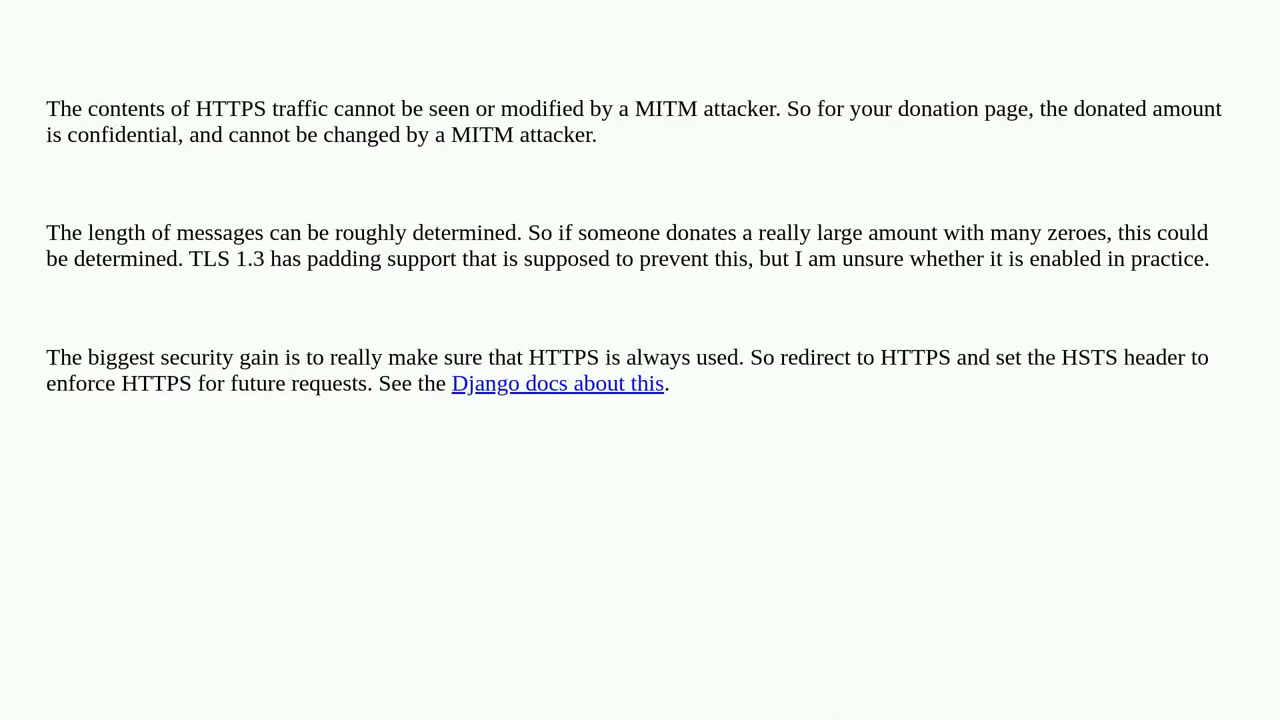 The contents of HTTPS traffic cannot be seen or modified by a MITM attacker. So for your donation page, the donated amount
is confidential, and cannot be changed by a MITM attacker.
The length of messages can be roughly determined. So if someone donates a really large amount with many zeroes, this could
be determined. TLS 1.3 has padding support that is supposed to prevent this, but I am unsure whether it is enabled in practice.
The biggest security gain is to really make sure that HTTPS is always used. So redirect to HTTPS and set the HSTS header to
enforce HTTPS for future requests. See the Django docs about this.